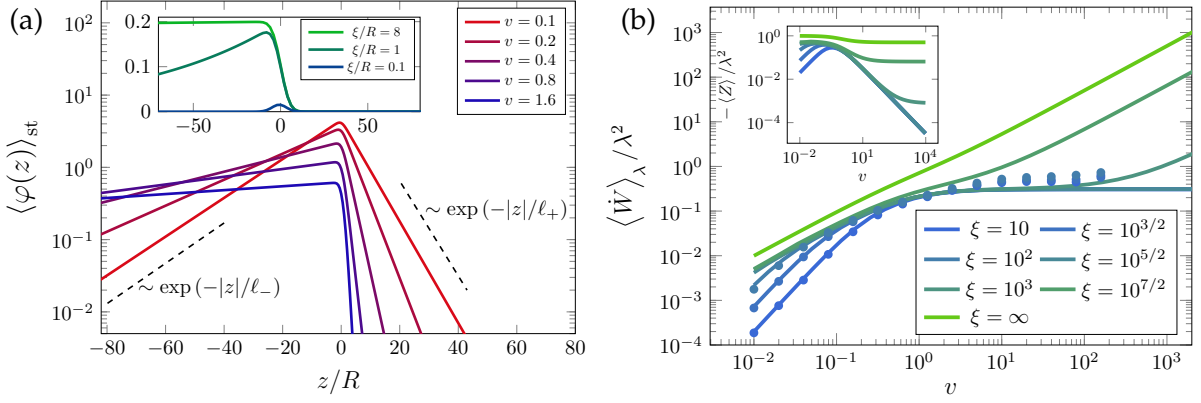 (a)
⟨φ(z)⟩st
10^2
10^1
10^0
10^−1
10^−2
−80 −60 −40 −20 0 20 40 60 80
z/R
0.2
0.1
0
−50 0 50
ξ/R = 8
ξ/R = 1
ξ/R = 0.1
v = 0.1
v = 0.2
v = 0.4
v = 0.8
v = 1.6
∼ exp (−|z|/ℓ+)
∼ exp (−|z|/ℓ−)
(b)
⟨Ẇ⟩λ/λ^2
10^3
10^2
10^1
10^0
10^−1
10^−2
10^−3
10^−4
10^−2 10^−1 10^0 10^1 10^2 10^3
v
−⟨Z⟩/λ^2
10^0
10^−2
10^−4
10^−2 10^1 10^4
v
ξ = 10 ξ = 10^3/2
ξ = 10^2 ξ = 10^5/2
ξ = 10^3 ξ = 10^7/2
ξ = ∞